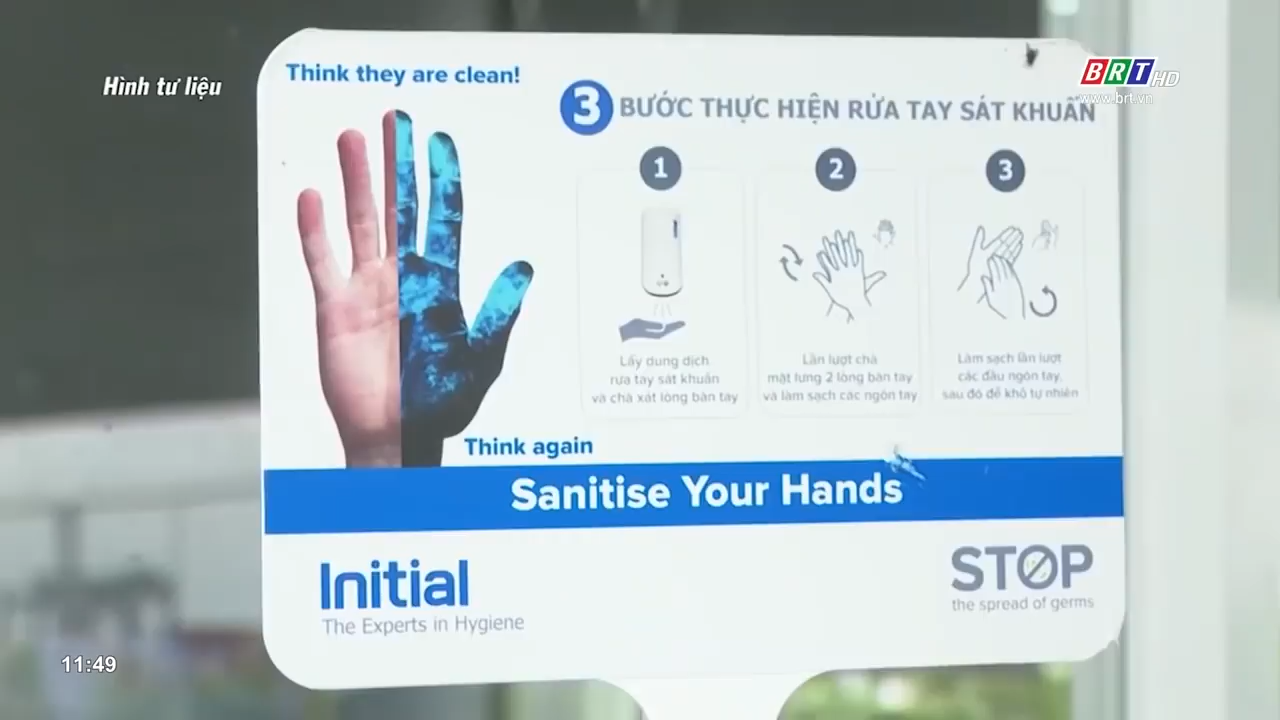 Hình tư liệu
BRT HD
www.brt.vn
Think they are clean!
3 BƯỚC THỰC HIỆN RỬA TAY SÁT KHUẨN
1
Lấy dung dịch
rửa tay sát khuẩn
và chà xát lòng bàn tay
2
Lần lượt chà
mặt lưng 2 lòng bàn tay
và làm sạch các ngón tay
3
Làm sạch lần lượt
các đầu ngón tay,
sau đó để khô tự nhiên
Think again
Sanitise Your Hands
Initial
The Experts in Hygiene
STOP
the spread of germs
11:49